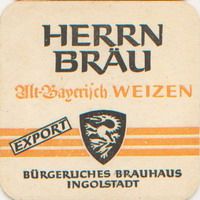 HERRN
BRÄU
Alt-Bayerisch WEIZEN
EXPORT
BÜRGERLICHES BRAUHAUS
INGOLSTADT